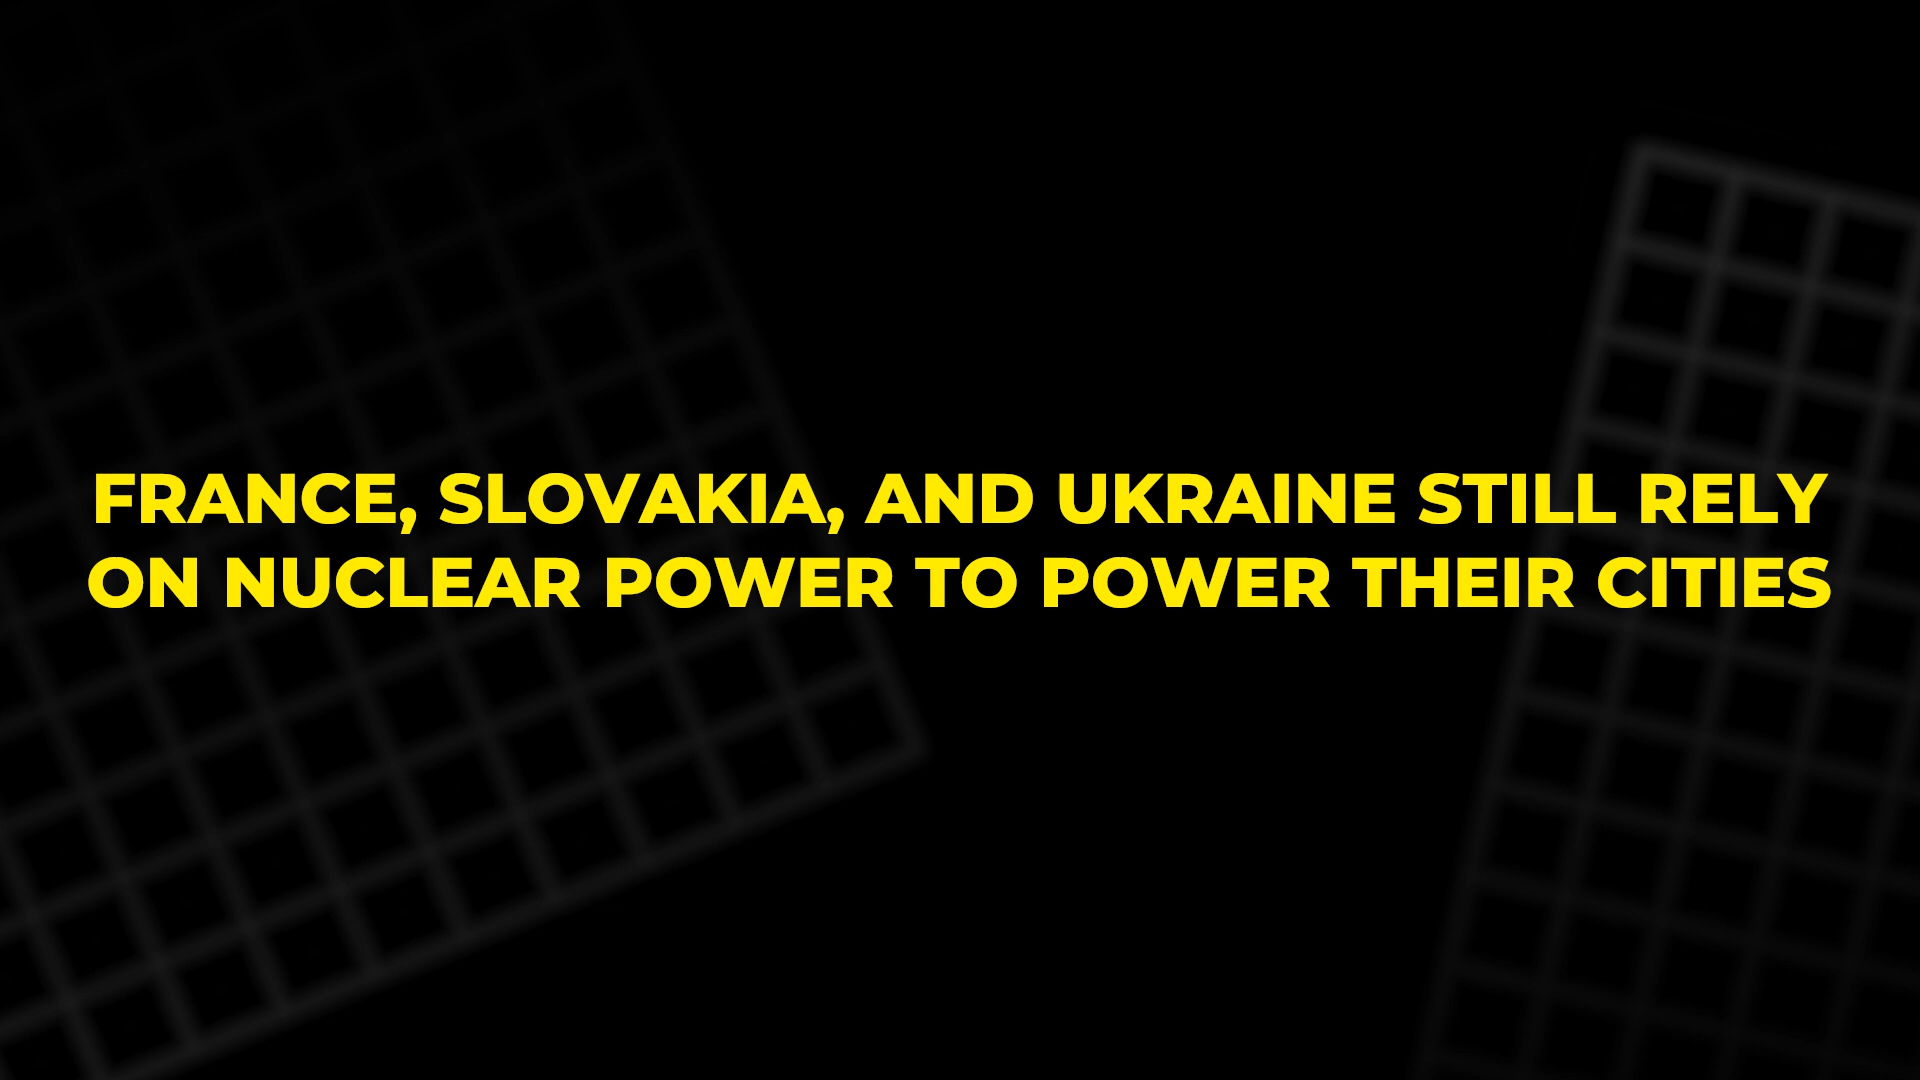 FRANCE, SLOVAKIA, AND UKRAINE STILL RELY
ON NUCLEAR POWER TO POWER THEIR CITIES